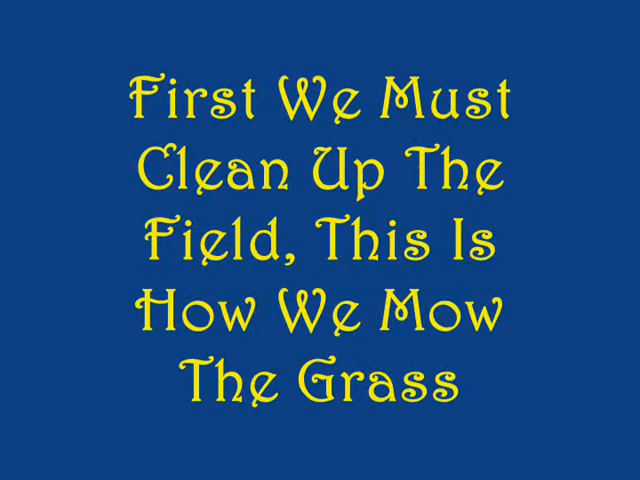 First We Must
Clean Up The
Field, This Is
How We Mow
The Grass